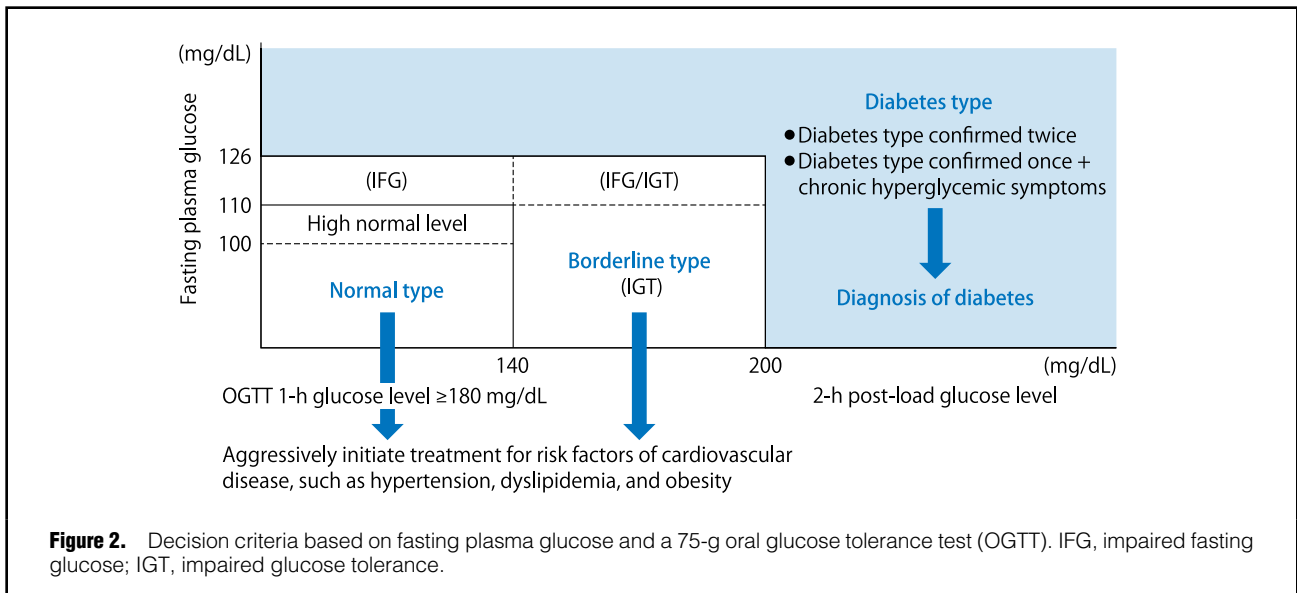 (mg/dL)
Fasting plasma glucose
126
110
100
(IFG)
(IFG/IGT)
High normal level
Normal type
Borderline type
(IGT)
Diabetes type
●Diabetes type confirmed twice
●Diabetes type confirmed once +
chronic hyperglycemic symptoms
Diagnosis of diabetes
140
200
(mg/dL)
OGTT 1-h glucose level ≥180 mg/dL
2-h post-load glucose level
Aggressively initiate treatment for risk factors of cardiovascular
disease, such as hypertension, dyslipidemia, and obesity
Figure 2. Decision criteria based on fasting plasma glucose and a 75-g oral glucose tolerance test (OGTT). IFG, impaired fasting
glucose; IGT, impaired glucose tolerance.